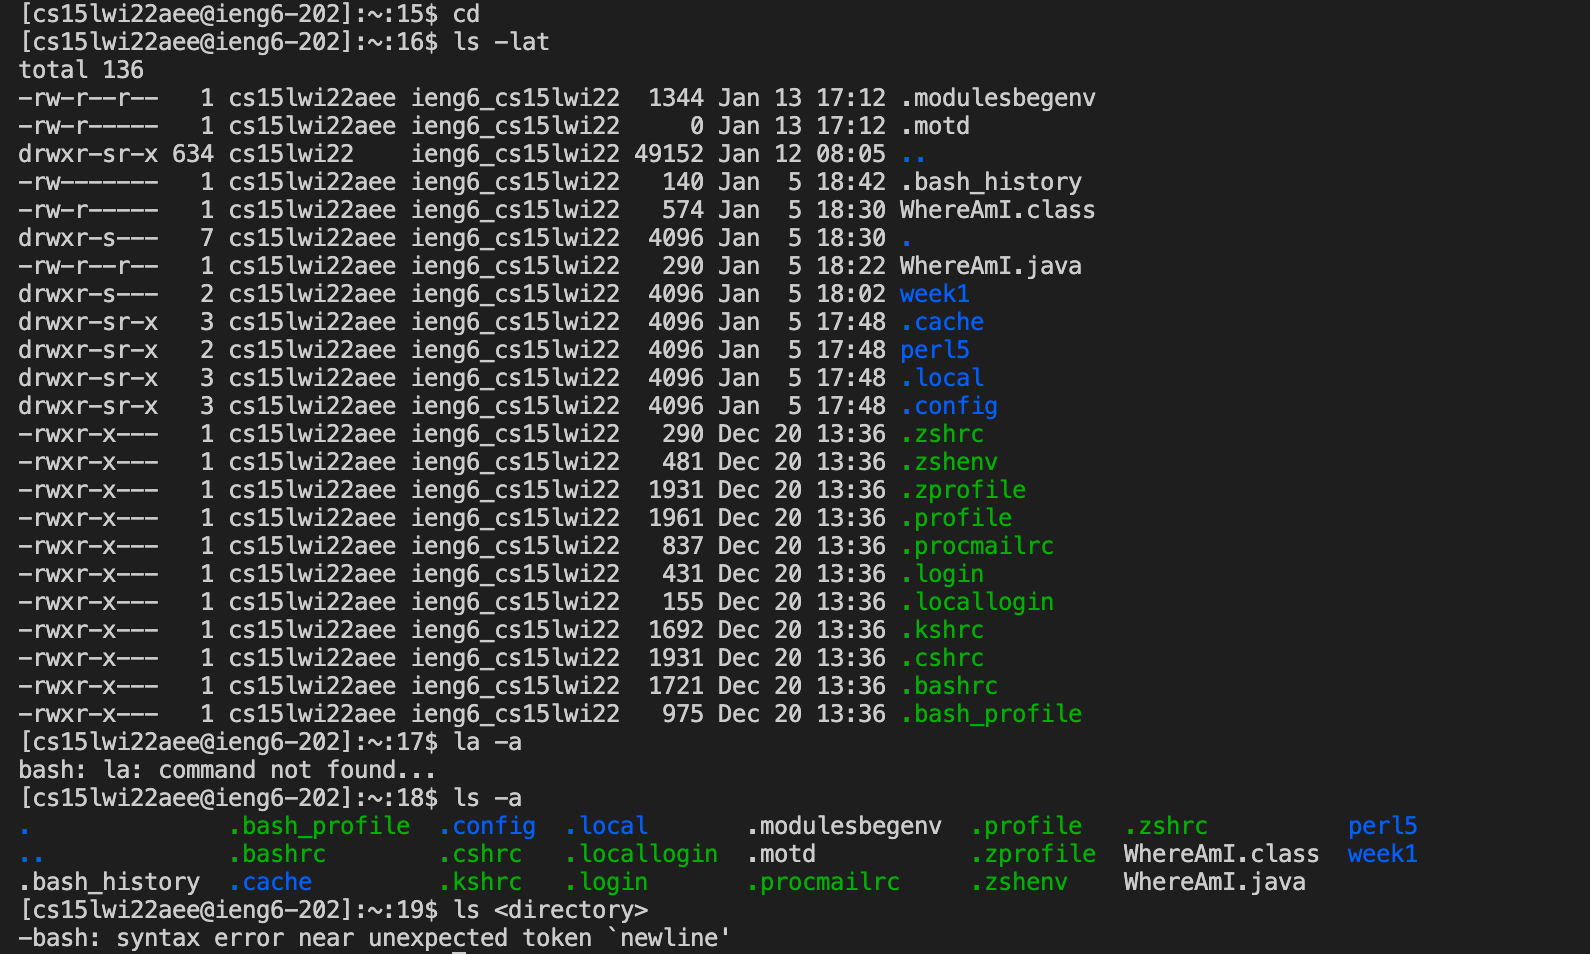 [cs15lwi22aee@ieng6-202]:~:15$ cd
[cs15lwi22aee@ieng6-202]:~:16$ ls -lat
total 136
-rw-r--r--   1 cs15lwi22aee ieng6_cs15lwi22  1344 Jan 13 17:12 .modulesbegenv
-rw-r-----   1 cs15lwi22aee ieng6_cs15lwi22     0 Jan 13 17:12 .motd
drwxr-sr-x 634 cs15lwi22    ieng6_cs15lwi22 49152 Jan 12 08:05 ..
-rw-------   1 cs15lwi22aee ieng6_cs15lwi22   140 Jan  5 18:42 .bash_history
-rw-r-----   1 cs15lwi22aee ieng6_cs15lwi22   574 Jan  5 18:30 WhereAmI.class
drwxr-s---   7 cs15lwi22aee ieng6_cs15lwi22  4096 Jan  5 18:30 .
-rw-r--r--   1 cs15lwi22aee ieng6_cs15lwi22   290 Jan  5 18:22 WhereAmI.java
drwxr-s---   2 cs15lwi22aee ieng6_cs15lwi22  4096 Jan  5 18:02 week1
drwxr-sr-x   3 cs15lwi22aee ieng6_cs15lwi22  4096 Jan  5 17:48 .cache
drwxr-sr-x   2 cs15lwi22aee ieng6_cs15lwi22  4096 Jan  5 17:48 perl5
drwxr-sr-x   3 cs15lwi22aee ieng6_cs15lwi22  4096 Jan  5 17:48 .local
drwxr-sr-x   3 cs15lwi22aee ieng6_cs15lwi22  4096 Jan  5 17:48 .config
-rwxr-x---   1 cs15lwi22aee ieng6_cs15lwi22   290 Dec 20 13:36 .zshrc
-rwxr-x---   1 cs15lwi22aee ieng6_cs15lwi22   481 Dec 20 13:36 .zshenv
-rwxr-x---   1 cs15lwi22aee ieng6_cs15lwi22  1931 Dec 20 13:36 .zprofile
-rwxr-x---   1 cs15lwi22aee ieng6_cs15lwi22  1961 Dec 20 13:36 .profile
-rwxr-x---   1 cs15lwi22aee ieng6_cs15lwi22   837 Dec 20 13:36 .procmailrc
-rwxr-x---   1 cs15lwi22aee ieng6_cs15lwi22   431 Dec 20 13:36 .login
-rwxr-x---   1 cs15lwi22aee ieng6_cs15lwi22   155 Dec 20 13:36 .locallogin
-rwxr-x---   1 cs15lwi22aee ieng6_cs15lwi22  1692 Dec 20 13:36 .kshrc
-rwxr-x---   1 cs15lwi22aee ieng6_cs15lwi22  1931 Dec 20 13:36 .cshrc
-rwxr-x---   1 cs15lwi22aee ieng6_cs15lwi22  1721 Dec 20 13:36 .bashrc
-rwxr-x---   1 cs15lwi22aee ieng6_cs15lwi22   975 Dec 20 13:36 .bash_profile
[cs15lwi22aee@ieng6-202]:~:17$ la -a
bash: la: command not found...
[cs15lwi22aee@ieng6-202]:~:18$ ls -a
.              .bash_profile  .config  .local       .modulesbegenv  .profile   .zshrc          perl5
..             .bashrc        .cshrc   .locallogin  .motd           .zprofile  WhereAmI.class  week1
.bash_history  .cache         .kshrc   .login       .procmailrc     .zshenv    WhereAmI.java
[cs15lwi22aee@ieng6-202]:~:19$ ls <directory>
-bash: syntax error near unexpected token `newline'